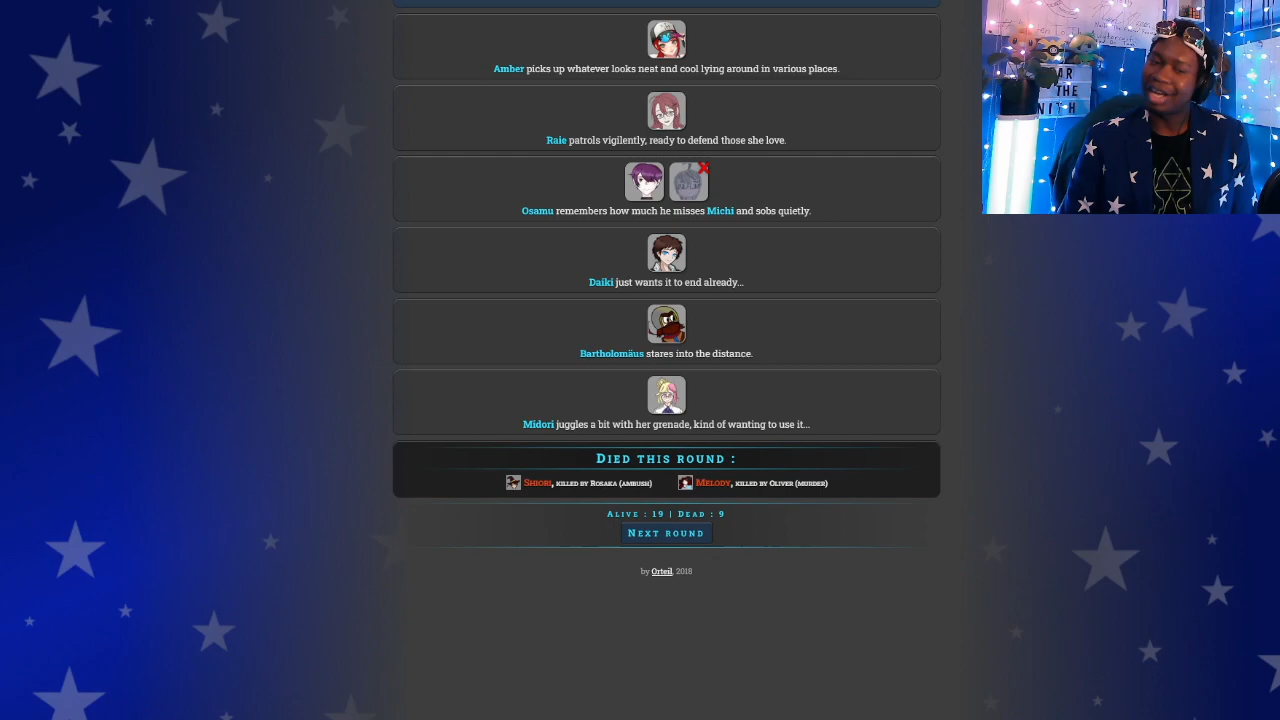 Amber picks up whatever looks neat and cool lying around in various places.
Raie patrols vigilently, ready to defend those she love.
Osamu remembers how much he misses Michi and sobs quietly.
Daiki just wants it to end already...
Bartholomäus stares into the distance.
Midori juggles a bit with her grenade, kind of wanting to use it...
Died this round :
Shiori, killed by Rosaka (ambush) Melody, killed by Oliver (murder)
Alive : 19 | Dead : 9
Next round
by Orteil, 2018
AR
THE
NITH